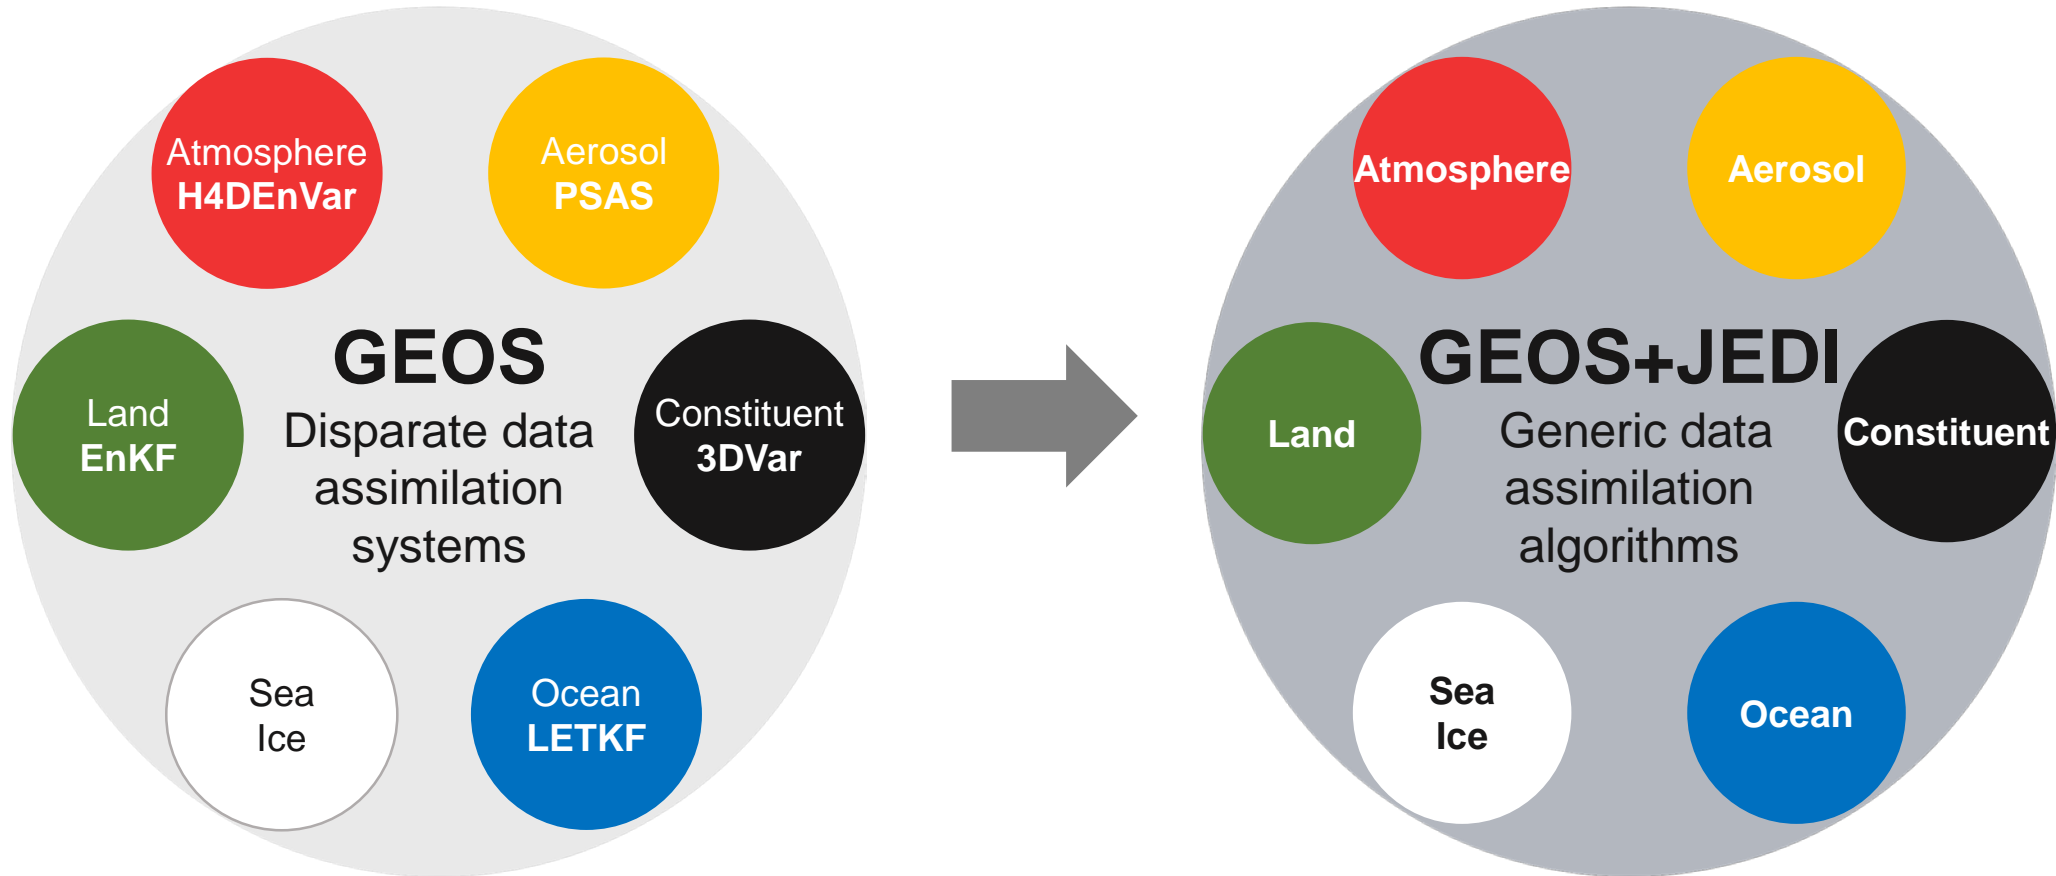 Atmosphere
H4DEnVar
Aerosol
PSAS
Land
EnKF
GEOS
Disparate data
assimilation
systems
Constituent
3DVar
Sea
Ice
Ocean
LETKF
Atmosphere
Aerosol
Land
GEOS+JEDI
Generic data
assimilation
algorithms
Constituent
Sea
Ice
Ocean